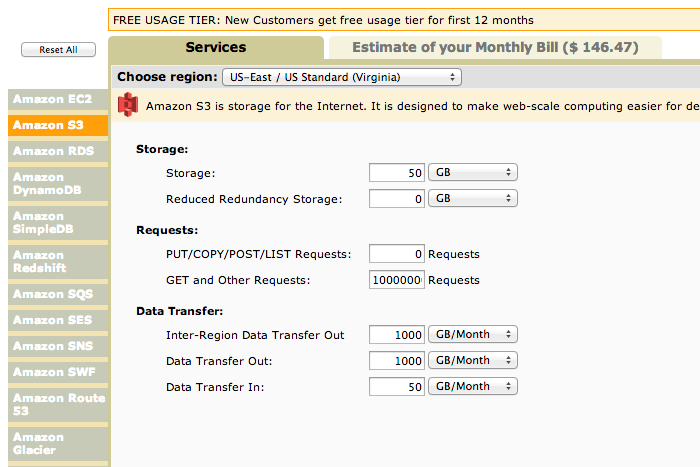 FREE USAGE TIER: New Customers get free usage tier for first 12 months
Reset All
Services
Estimate of your Monthly Bill ($ 146.47)
Choose region: US-East / US Standard (Virginia)
Amazon S3 is storage for the Internet. It is designed to make web-scale computing easier for de
Amazon EC2
Amazon S3
Amazon RDS
Amazon
DynamoDB
Amazon
SimpleDB
Amazon
Redshift
Amazon SQS
Amazon SES
Amazon SNS
Amazon SWF
Amazon Route
53
Amazon
Glacier
Storage:
Storage: 50 GB
Reduced Redundancy Storage: 0 GB
Requests:
PUT/COPY/POST/LIST Requests: 0 Requests
GET and Other Requests: 1000000 Requests
Data Transfer:
Inter-Region Data Transfer Out 1000 GB/Month
Data Transfer Out: 1000 GB/Month
Data Transfer In: 50 GB/Month